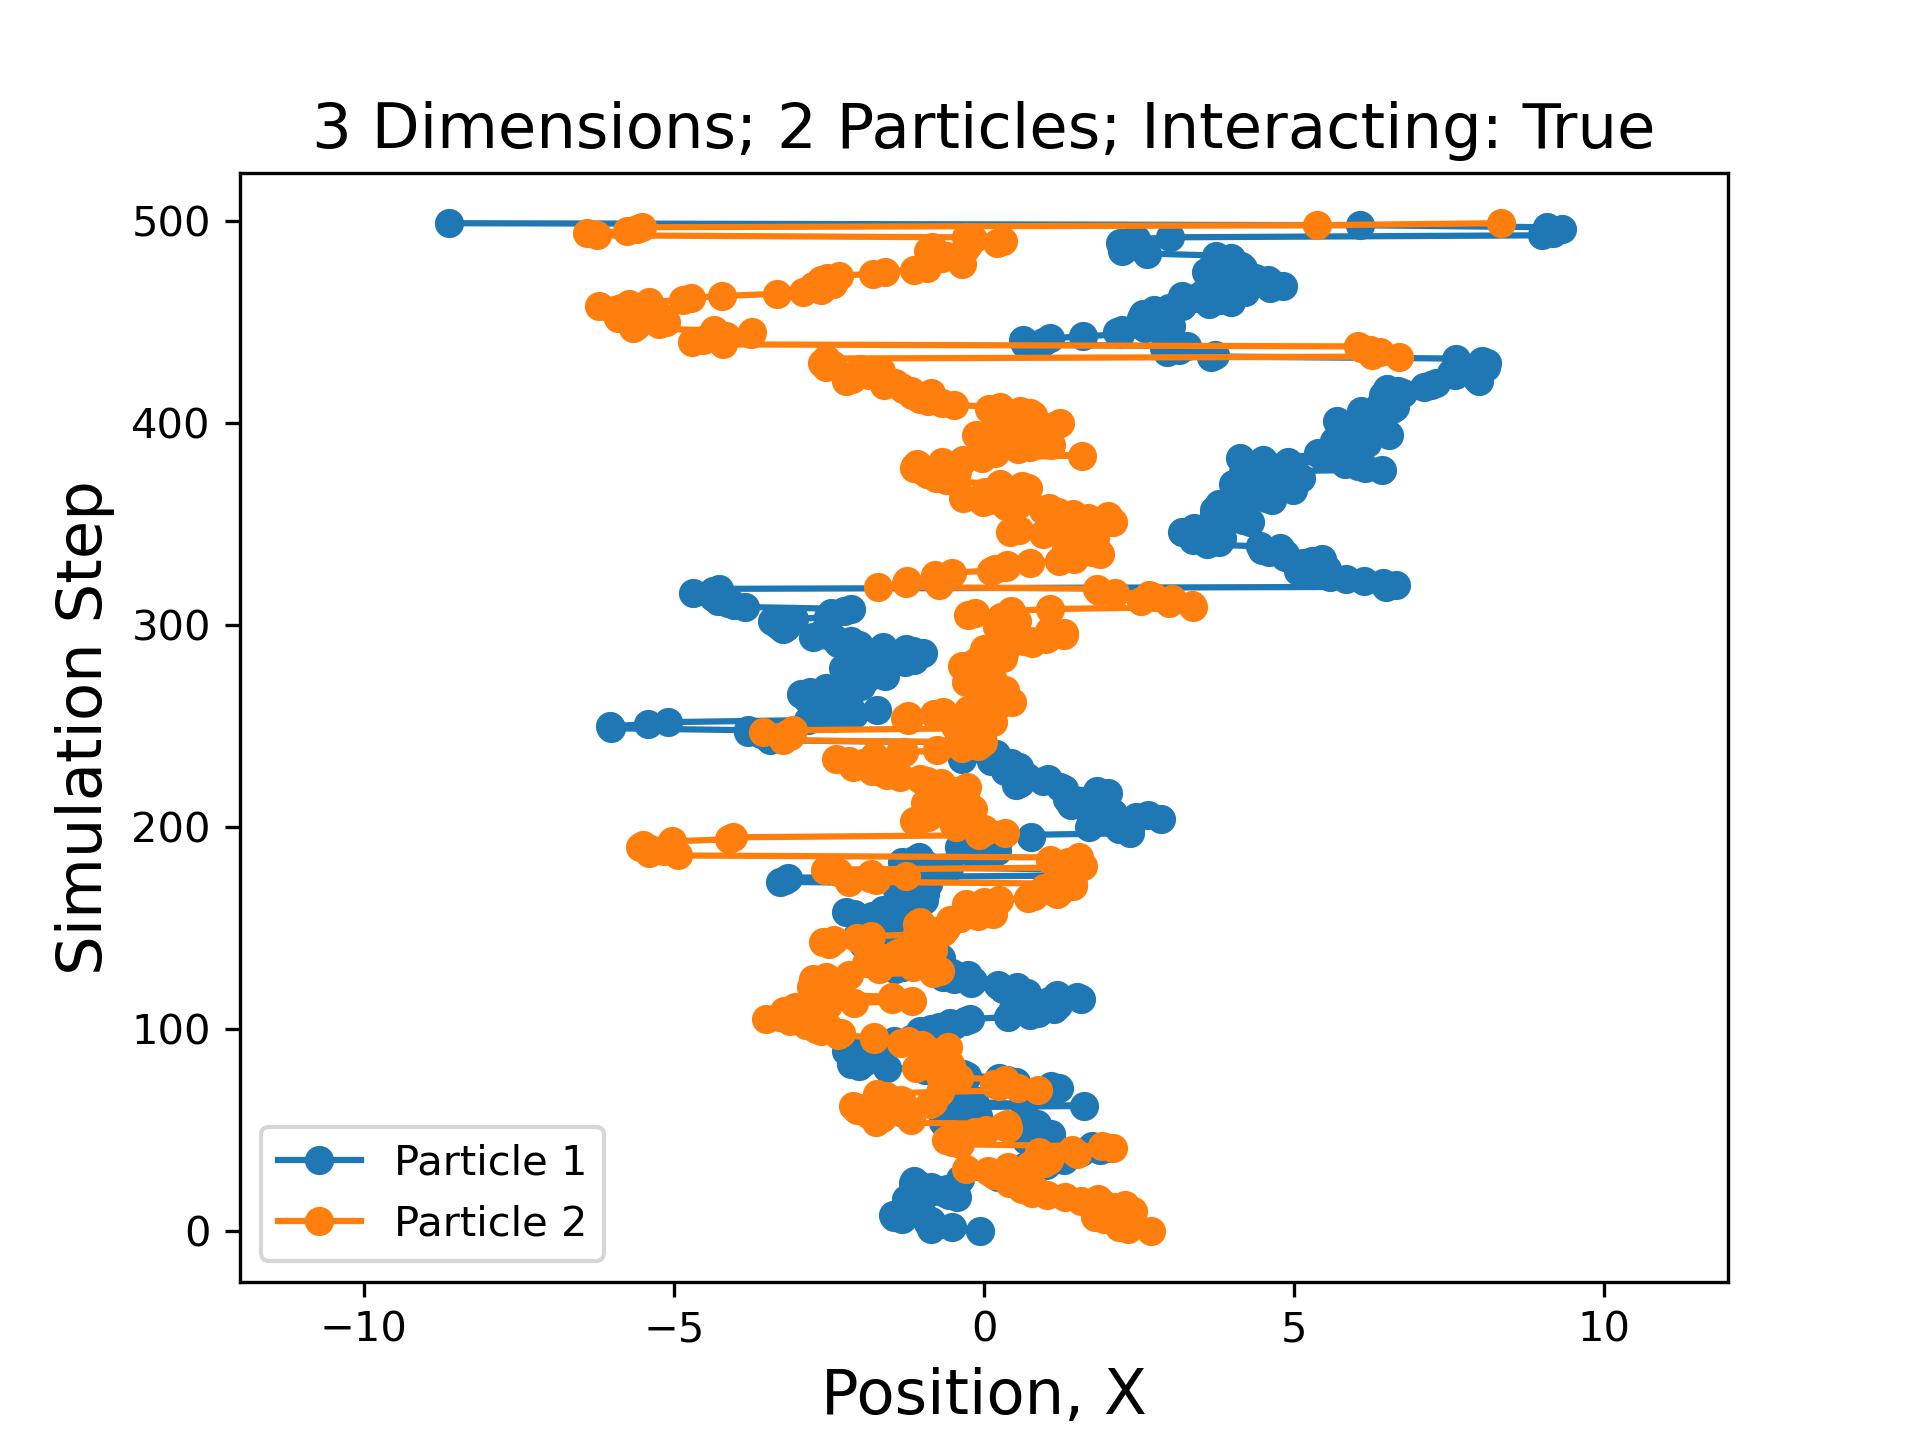 3 Dimensions; 2 Particles; Interacting: True
Simulation Step
500
400
300
200
100
0
Particle 1
Particle 2
−10
−5
0
5
10
Position, X